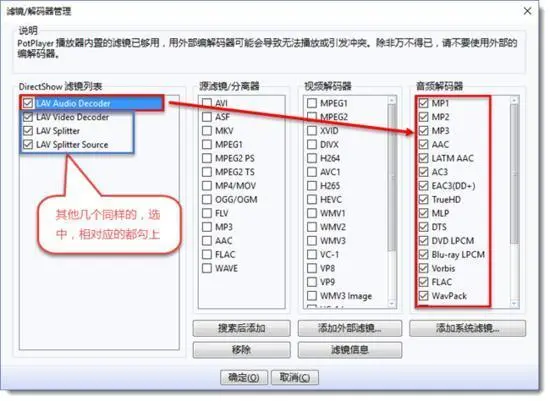 滤镜/解码器管理
说明
PotPlayer 播放器内置的滤镜已够用，用外部编解码器可能会导致无法播放或引发冲突。除非万不得已，请不要使用外部的
编解码器。
DirectShow 滤镜列表
LAV Audio Decoder
LAV Video Decoder
LAV Splitter
LAV Splitter Source
其他几个同样的，选
中，相对应的都勾上
源滤镜/分离器
AVI
ASF
MKV
MPEG1
MPEG2 PS
MPEG2 TS
MP4/MOV
OGG/OGM
FLV
MP3
AAC
FLAC
WAVE
视频解码器
MPEG1
MPEG2
XVID
DIVX
H264
AVC1
H265
HEVC
WMV1
WMV2
WMV3
VC-1
VP8
VP9
WMV3 Image
音频解码器
MP1
MP2
MP3
AAC
LATM AAC
AC3
EAC3(DD+)
TrueHD
MLP
DTS
DVD LPCM
Blu-ray LPCM
Vorbis
FLAC
WavPack
搜索后添加
添加外部滤镜...
添加系统滤镜...
移除
滤镜信息
确定(O)
取消(C)